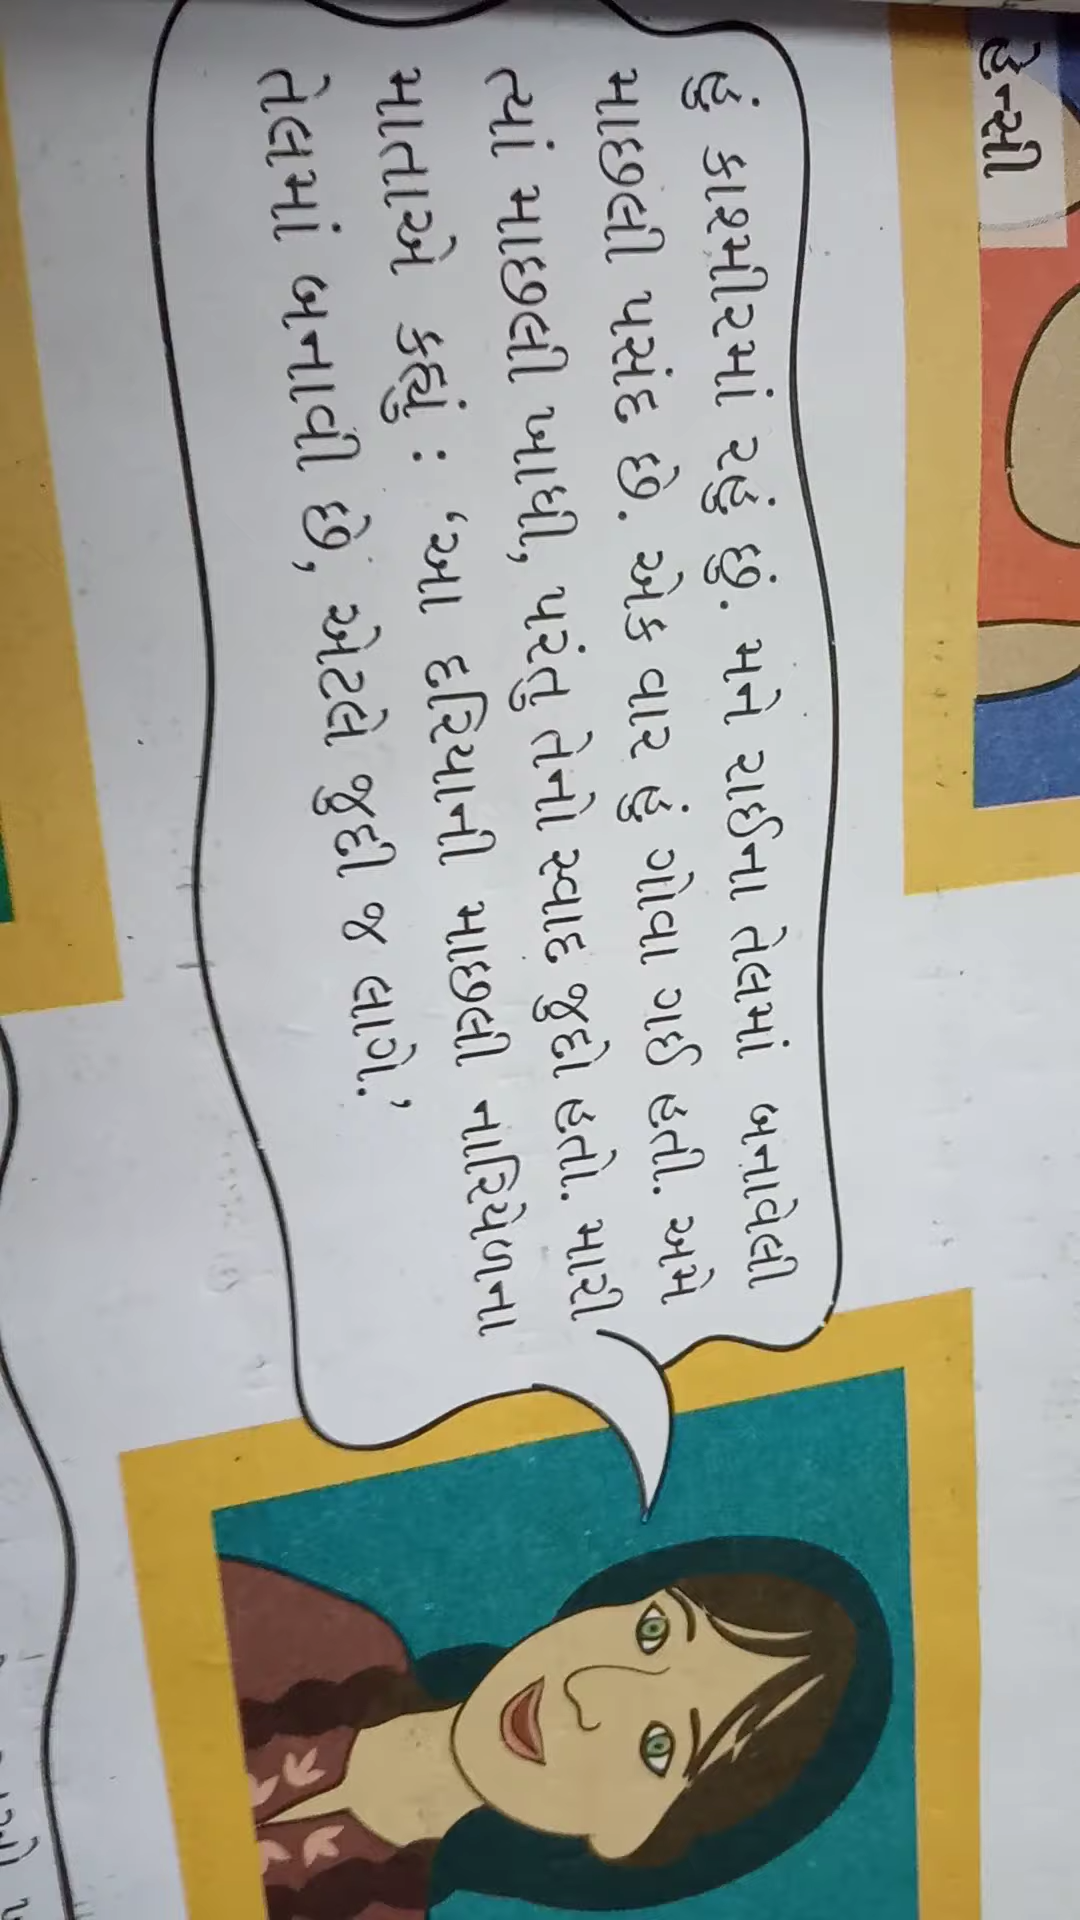 હેન્સી
હું કાશ્મીરમાં રહું છું. મને રાઈના તેલમાં બનાવેલી
માછલી પસંદ છે. એક વાર હું ગોવા ગઈ હતી. અમે
ત્યાં માછલી ખાધી, પરંતુ તેનો સ્વાદ જુદો હતો. મારી
માતાએ કહ્યું : ‘આ દરિયાની માછલી નારિયેળના
તેલમાં બનાવી છે, એટલે જુદી જ લાગે.’